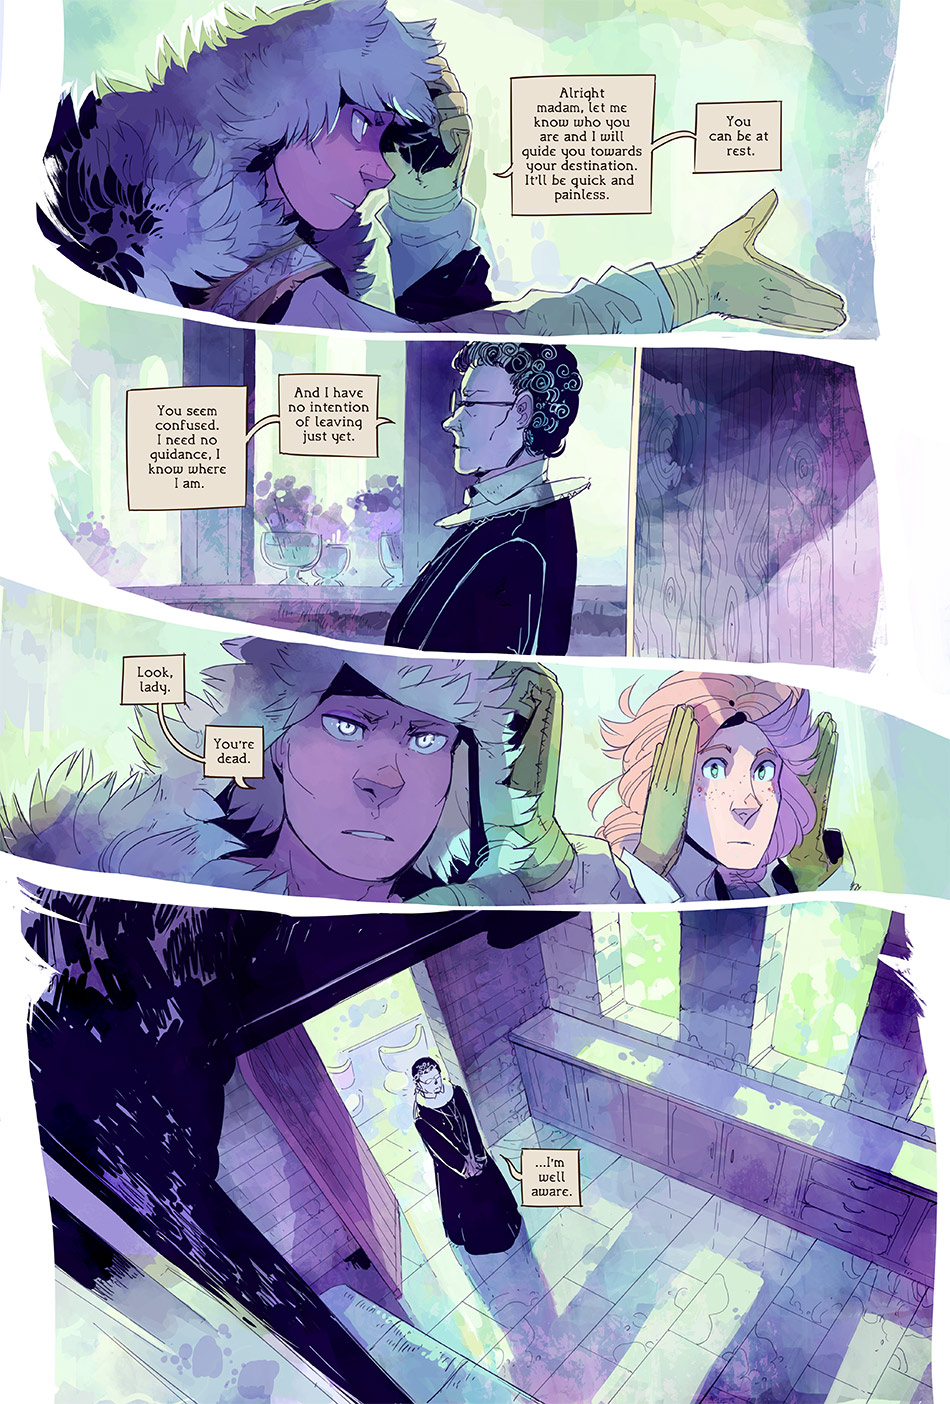 Alright
madam, let me
know who you
are and I will
guide you towards
your destination.
It'll be quick and
painless.
You
can be at
rest.
You seem
confused.
I need no
guidance, I
know where
I am.
And I have
no intention
of leaving
just yet.
Look,
lady.
You're
dead.
...I'm
well
aware.